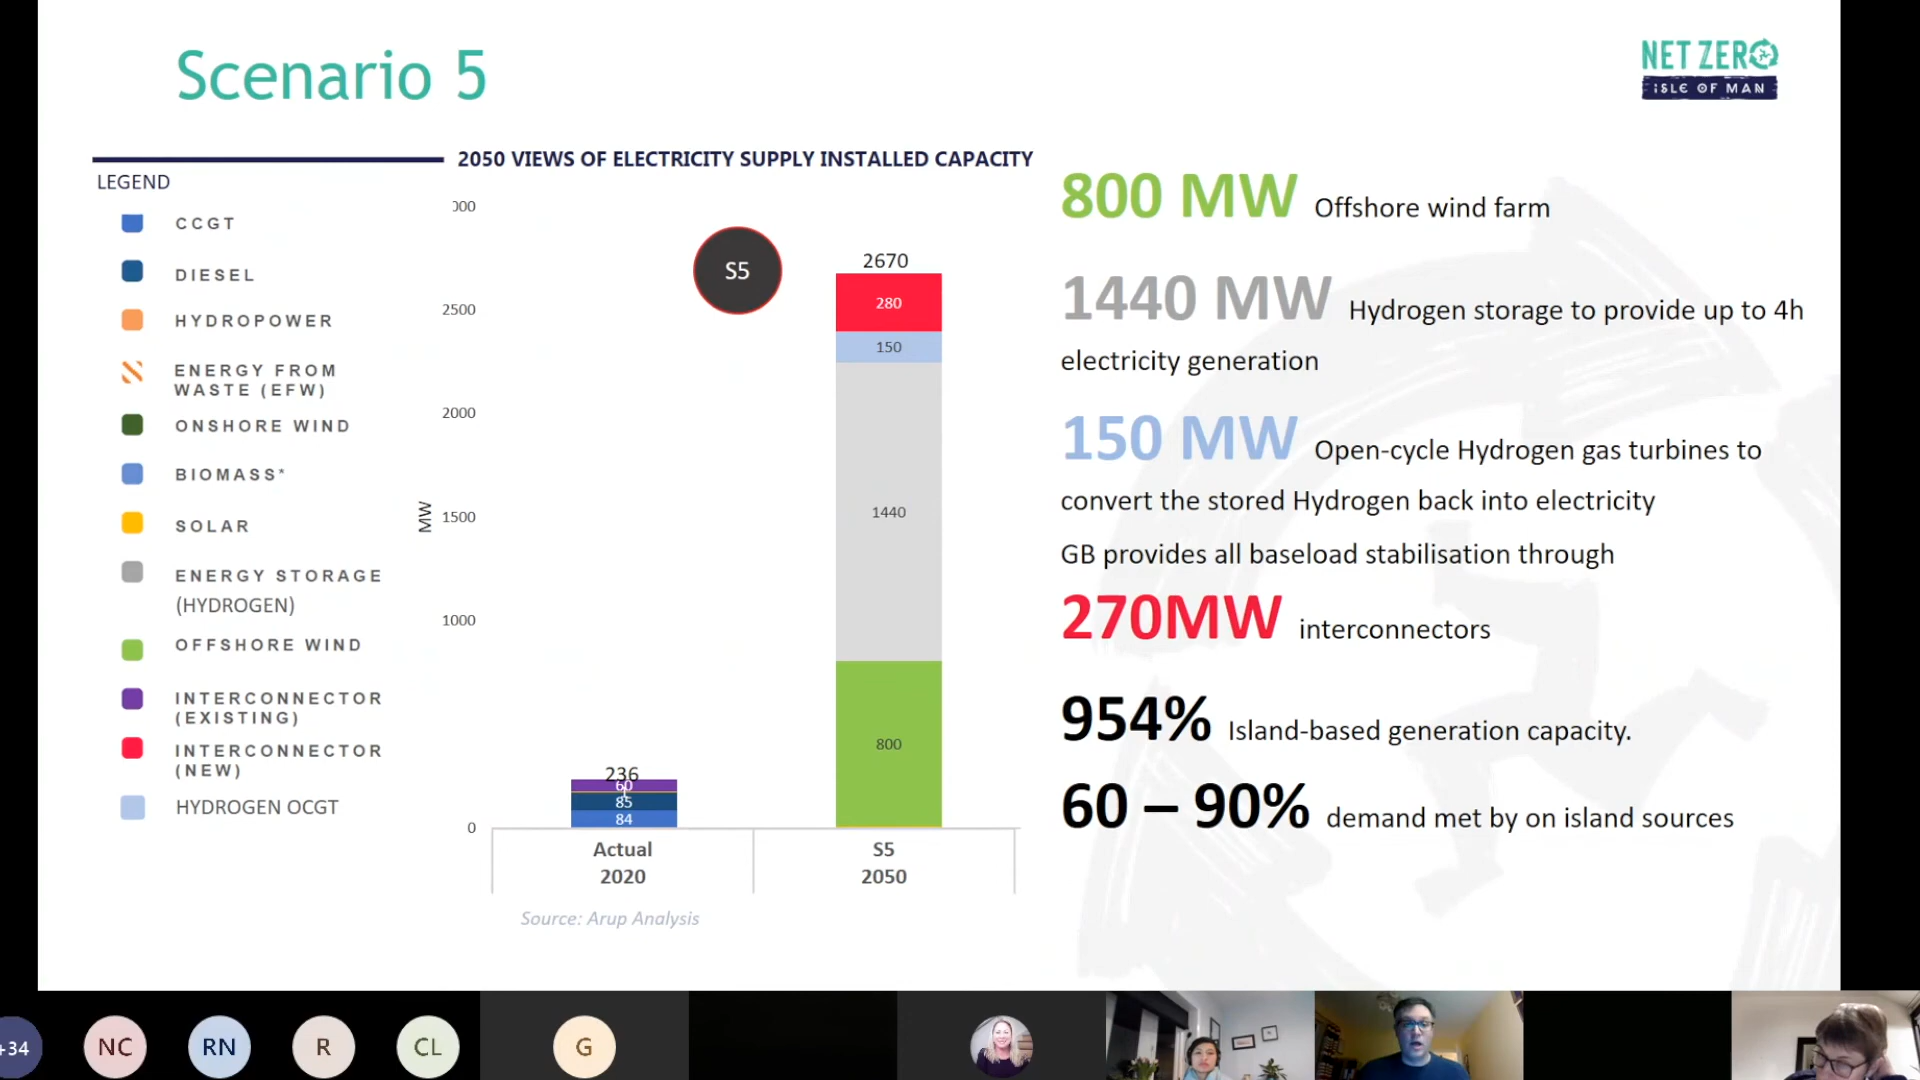 Scenario 5
NET ZERO
ISLE OF MAN
2050 VIEWS OF ELECTRICITY SUPPLY INSTALLED CAPACITY
LEGEND
CCGT
DIESEL
HYDROPOWER
ENERGY FROM
WASTE (EFW)
ONSHORE WIND
BIOMASS*
SOLAR
ENERGY STORAGE
(HYDROGEN)
OFFSHORE WIND
INTERCONNECTOR
(EXISTING)
INTERCONNECTOR
(NEW)
HYDROGEN OCGT
000
2500
2000
1500
1000
0
MW
S5
2670
280
150
1440
800
236
60
1
85
84
Actual
2020
S5
2050
Source: Arup Analysis
800 MW Offshore wind farm
1440 MW Hydrogen storage to provide up to 4h
electricity generation
150 MW Open-cycle Hydrogen gas turbines to
convert the stored Hydrogen back into electricity
GB provides all baseload stabilisation through
270MW interconnectors
954% Island-based generation capacity.
60 – 90% demand met by on island sources
+34
NC
RN
R
CL
G